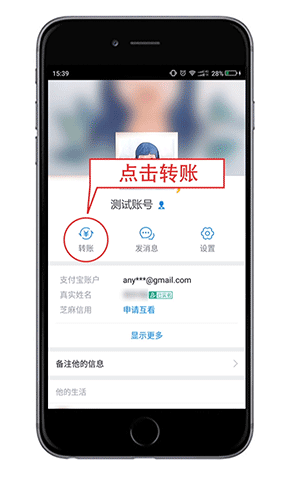 15:39
28%
点击转账
测试账号
转账
发消息
设置
支付宝账户 any***@gmail.com
真实姓名
芝麻信用 申请互看
显示更多
备注他的信息
他的生活